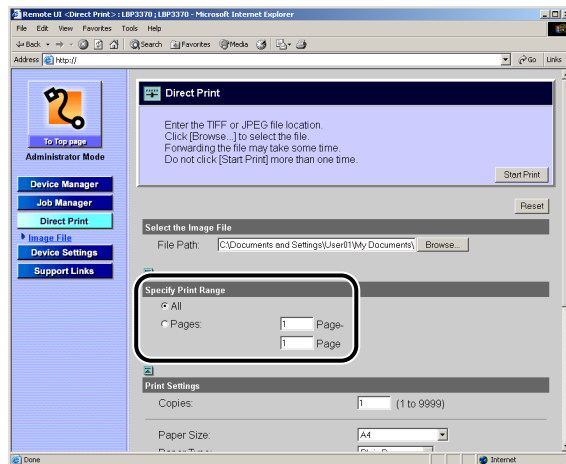 Remote UI <Direct Print> : LBP3370 ; LBP3370 - Microsoft Internet Explorer
File Edit View Favorites Tools Help
Back Search Favorites Media
Address http:// Go Links
To Top page
Administrator Mode
Device Manager
Job Manager
Direct Print
Image File
Device Settings
Support Links
Direct Print
Enter the TIFF or JPEG file location.
Click [Browse...] to select the file.
Forwarding the file may take some time.
Do not click [Start Print] more than one time.
Start Print
Reset
Select the Image File
File Path: C:\Documents and Settings\User01\My Documents\ Browse...
Specify Print Range
All
Pages: 1 Page-
1 Page
Print Settings
Copies: 1 (1 to 9999)
Paper Size: A4
Done Internet